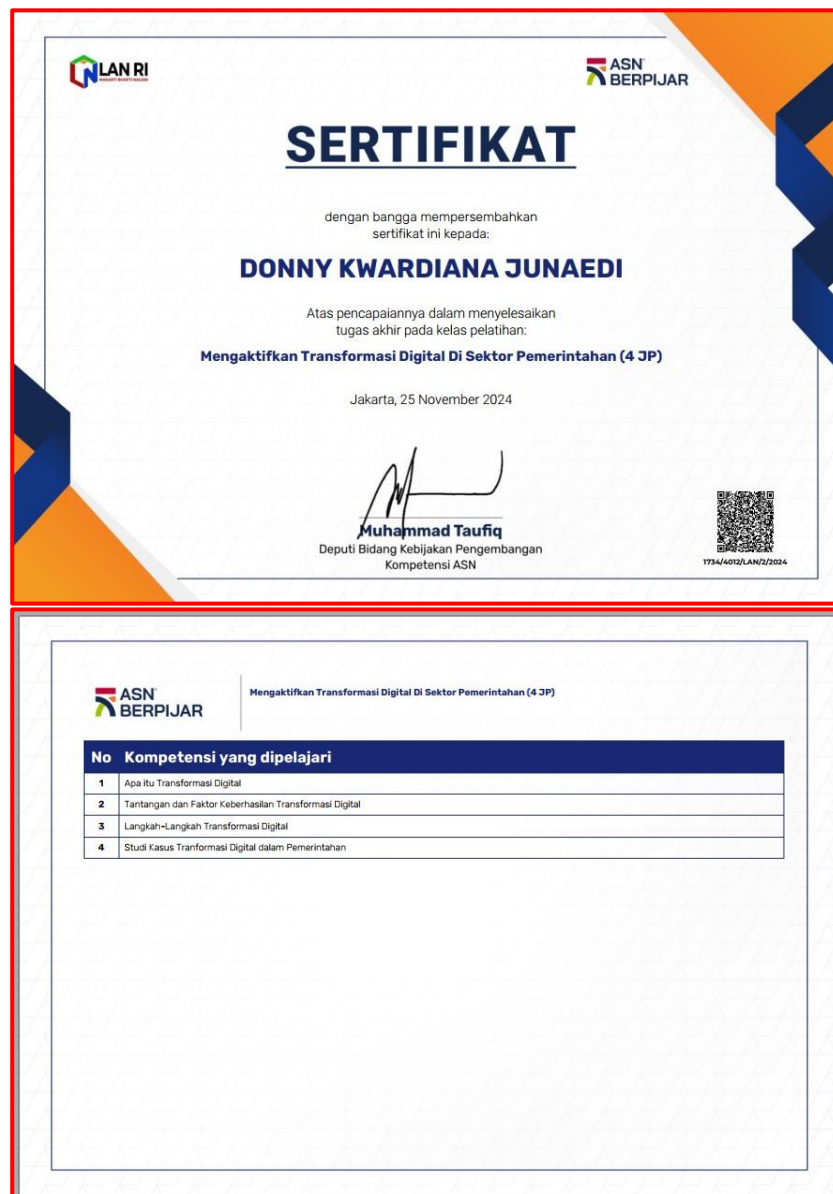 LAN RI
ASN
BERPIJAR
SERTIFIKAT
dengan bangga mempersembahkan
sertifikat ini kepada:
DONNY KWARDIANA JUNAEDI
Atas pencapaiannya dalam menyelesaikan
tugas akhir pada kelas pelatihan:
Mengaktifkan Transformasi Digital Di Sektor Pemerintahan (4 JP)
Jakarta, 25 November 2024
Muhammad Taufiq
Deputi Bidang Kebijakan Pengembangan
Kompetensi ASN
1734/4012/LAN/2/2024
ASN
BERPIJAR
Mengaktifkan Transformasi Digital Di Sektor Pemerintahan (4 JP)
No Kompetensi yang dipelajari
1 Apa itu Transformasi Digital
2 Tantangan dan Faktor Keberhasilan Transformasi Digital
3 Langkah-Langkah Transformasi Digital
4 Studi Kasus Tranformasi Digital dalam Pemerintahan